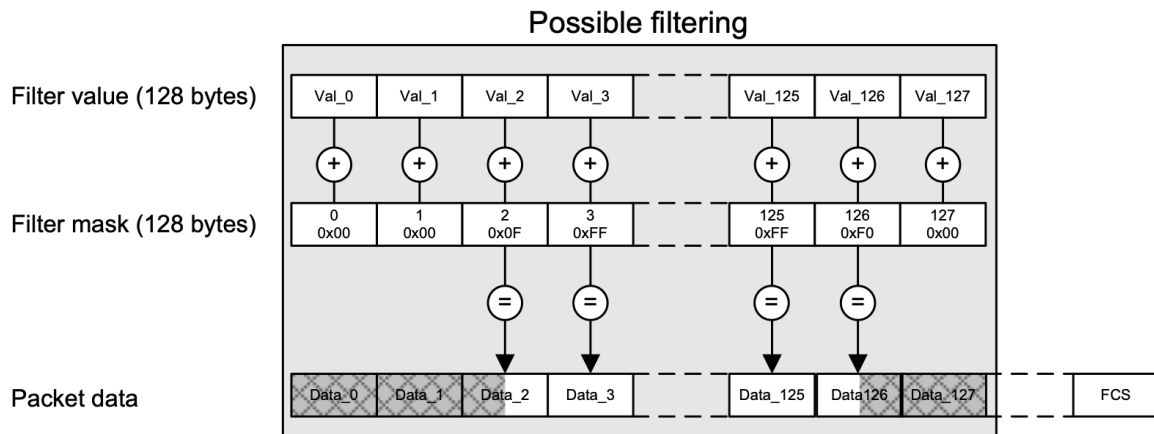 Possible filtering
Filter value (128 bytes) Val_0 Val_1 Val_2 Val_3 Val_125 Val_126 Val_127
+ + + + + + +
Filter mask (128 bytes) 0 1 2 3 125 126 127
0x00 0x00 0x0F 0xFF 0xFF 0xF0 0x00
= = = =
Packet data Data_0 Data_1 Data_2 Data_3 Data_125 Data126 Data_127 FCS